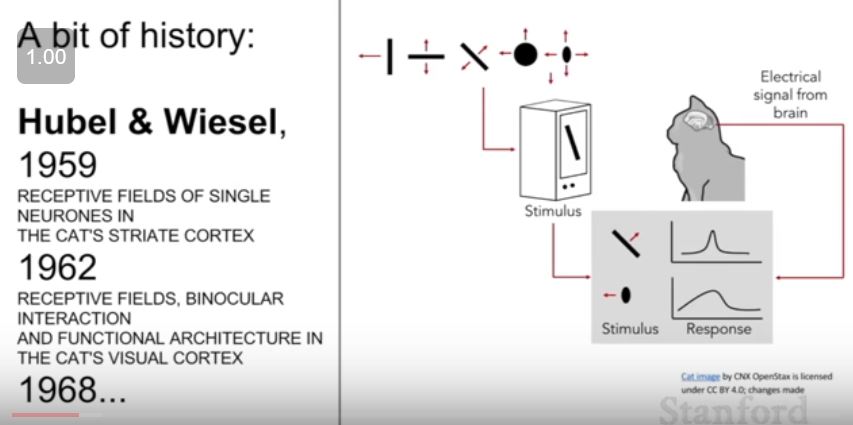 A bit of history:
1.00
Hubel & Wiesel,
1959
RECEPTIVE FIELDS OF SINGLE
NEURONES IN
THE CAT'S STRIATE CORTEX
1962
RECEPTIVE FIELDS, BINOCULAR
INTERACTION
AND FUNCTIONAL ARCHITECTURE IN
THE CAT'S VISUAL CORTEX
1968...
Electrical
signal from
brain
Stimulus
Stimulus
Response
Cat image by CNX OpenStax is licensed
under CC BY 4.0; changes made
Stanford